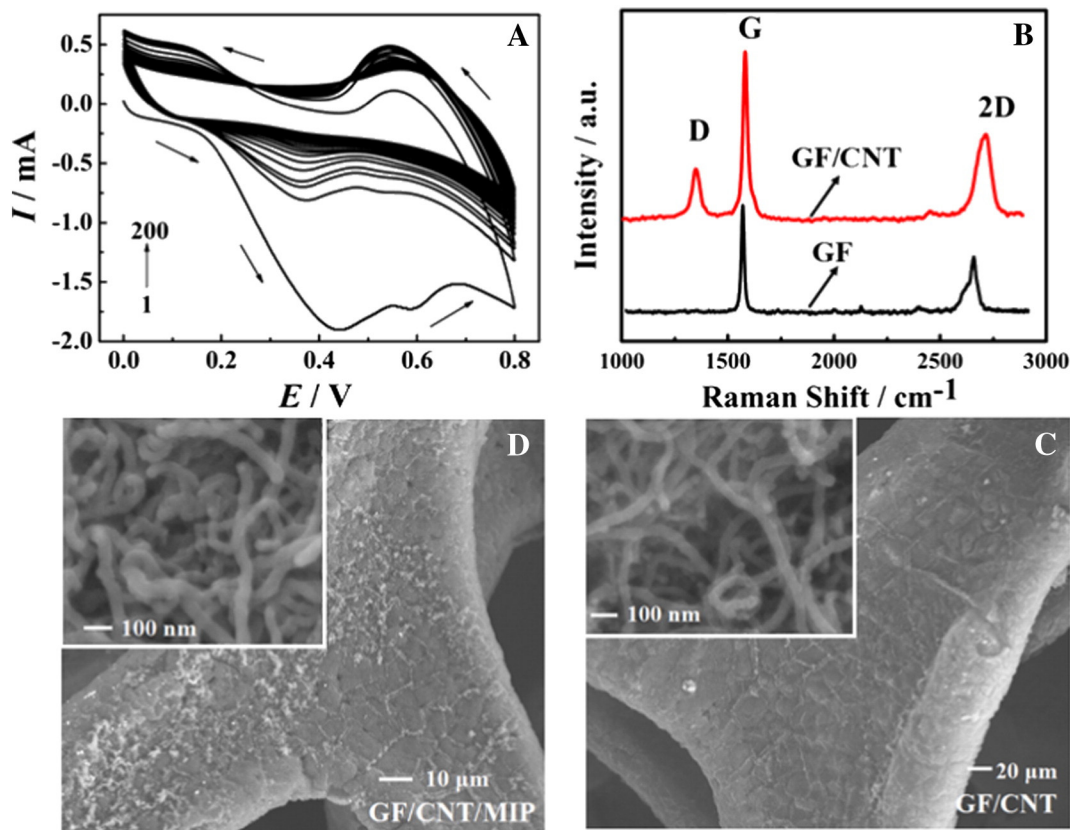 A
0.5
0.0
-0.5
-1.0
-1.5
-2.0
I / mA
200
1
0.0 0.2 0.4 0.6 0.8
E / V
B
G
D
2D
GF/CNT
GF
Intensity / a.u.
1000 1500 2000 2500 3000
Raman Shift / cm-1
D
100 nm
10 μm
GF/CNT/MIP
C
100 nm
20 μm
GF/CNT